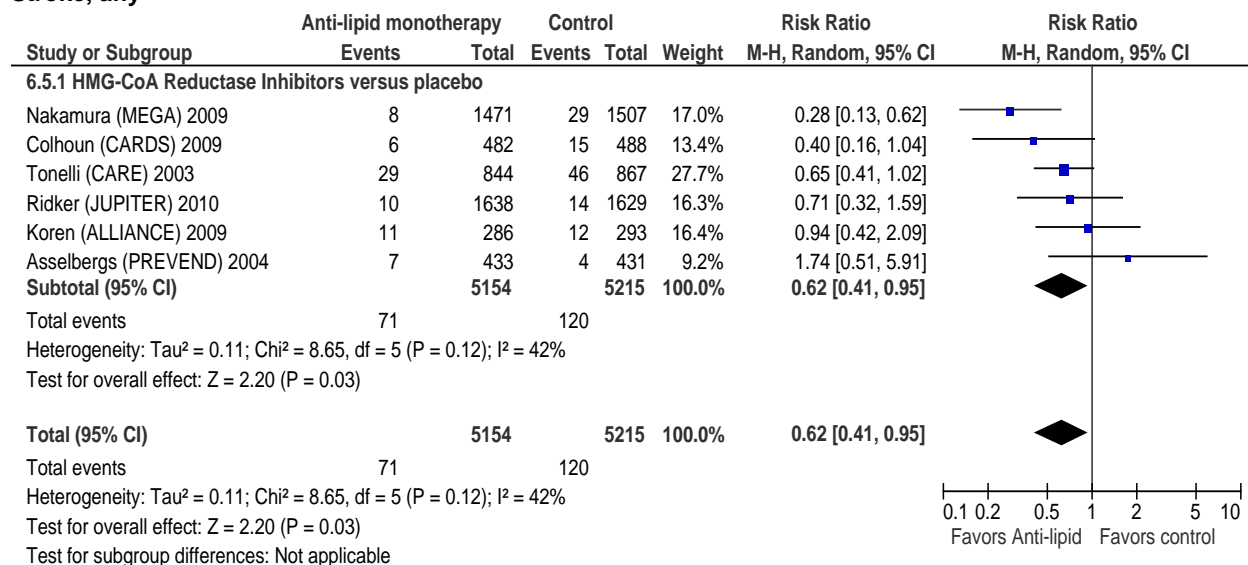 Stroke, any
Anti-lipid monotherapy Control Risk Ratio Risk Ratio
Study or Subgroup Events Total Events Total Weight M-H, Random, 95% CI M-H, Random, 95% CI
6.5.1 HMG-CoA Reductase Inhibitors versus placebo
Nakamura (MEGA) 2009 8 1471 29 1507 17.0% 0.28 [0.13, 0.62]
Colhoun (CARDS) 2009 6 482 15 488 13.4% 0.40 [0.16, 1.04]
Tonelli (CARE) 2003 29 844 46 867 27.7% 0.65 [0.41, 1.02]
Ridker (JUPITER) 2010 10 1638 14 1629 16.3% 0.71 [0.32, 1.59]
Koren (ALLIANCE) 2009 11 286 12 293 16.4% 0.94 [0.42, 2.09]
Asselbergs (PREVEND) 2004 7 433 4 431 9.2% 1.74 [0.51, 5.91]
Subtotal (95% CI) 5154 5215 100.0% 0.62 [0.41, 0.95]
Total events 71 120
Heterogeneity: Tau² = 0.11; Chi² = 8.65, df = 5 (P = 0.12); I² = 42%
Test for overall effect: Z = 2.20 (P = 0.03)
Total (95% CI) 5154 5215 100.0% 0.62 [0.41, 0.95]
Total events 71 120
Heterogeneity: Tau² = 0.11; Chi² = 8.65, df = 5 (P = 0.12); I² = 42%
Test for overall effect: Z = 2.20 (P = 0.03)
Test for subgroup differences: Not applicable
0.1 0.2 0.5 1 2 5 10
Favors Anti-lipid Favors control